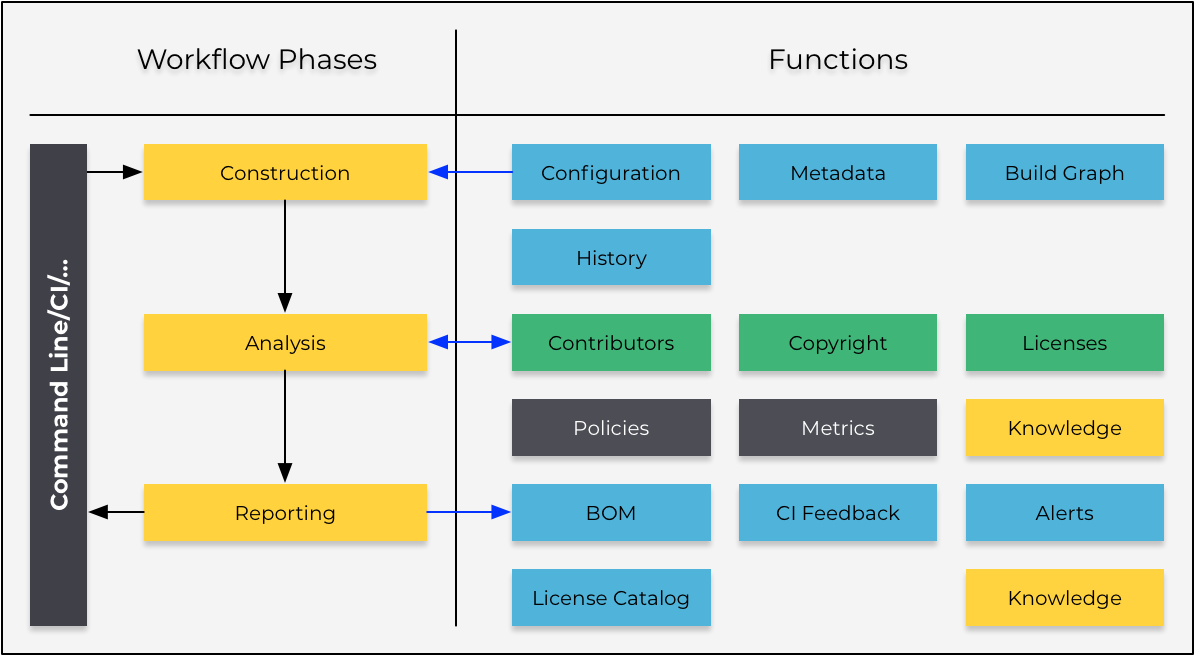 Workflow Phases
Functions
Command Line/CI/...
Construction
Configuration
Metadata
Build Graph
History
Analysis
Contributors
Copyright
Licenses
Policies
Metrics
Knowledge
Reporting
BOM
CI Feedback
Alerts
License Catalog
Knowledge